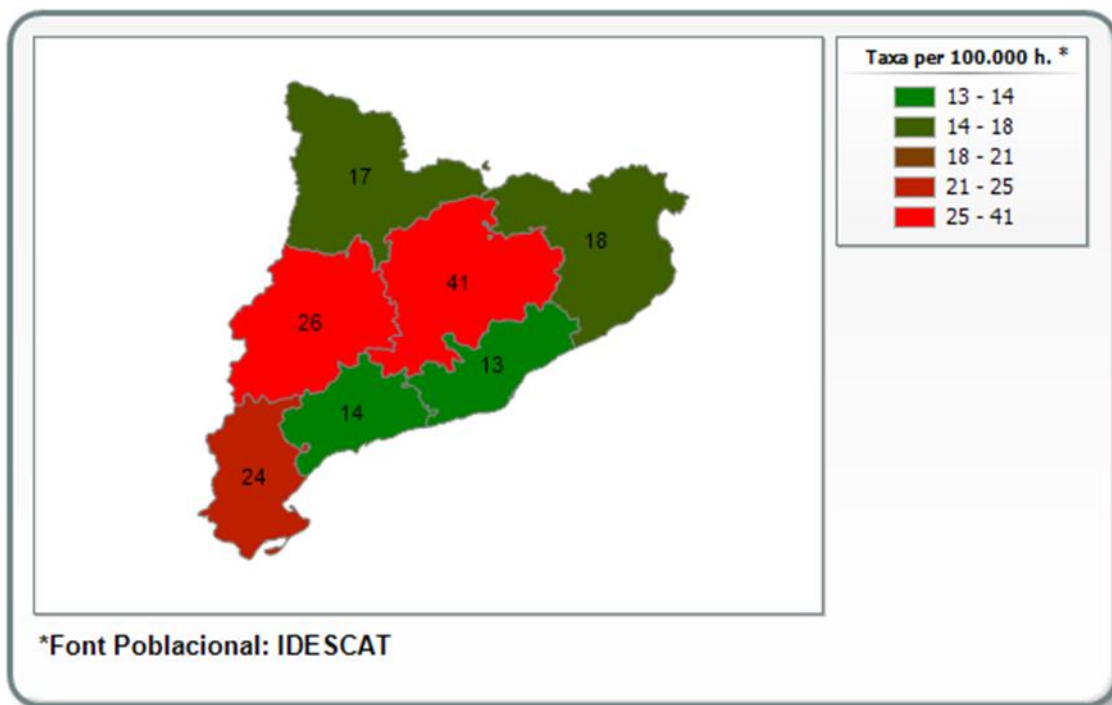 Taxa per 100.000 h. *
13 - 14
14 - 18
18 - 21
21 - 25
25 - 41
17
18
41
26
13
14
24
*Font Poblacional: IDESCAT